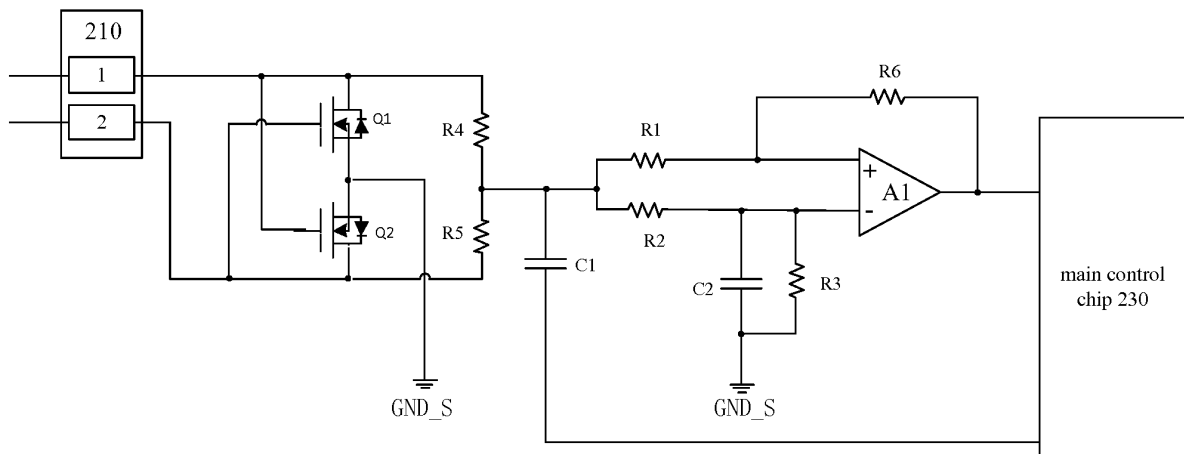 210
1
2
Q1
Q2
R4
R5
GND_S
C1
R1
R2
R6
+
A1
-
C2
R3
GND_S
main control
chip 230